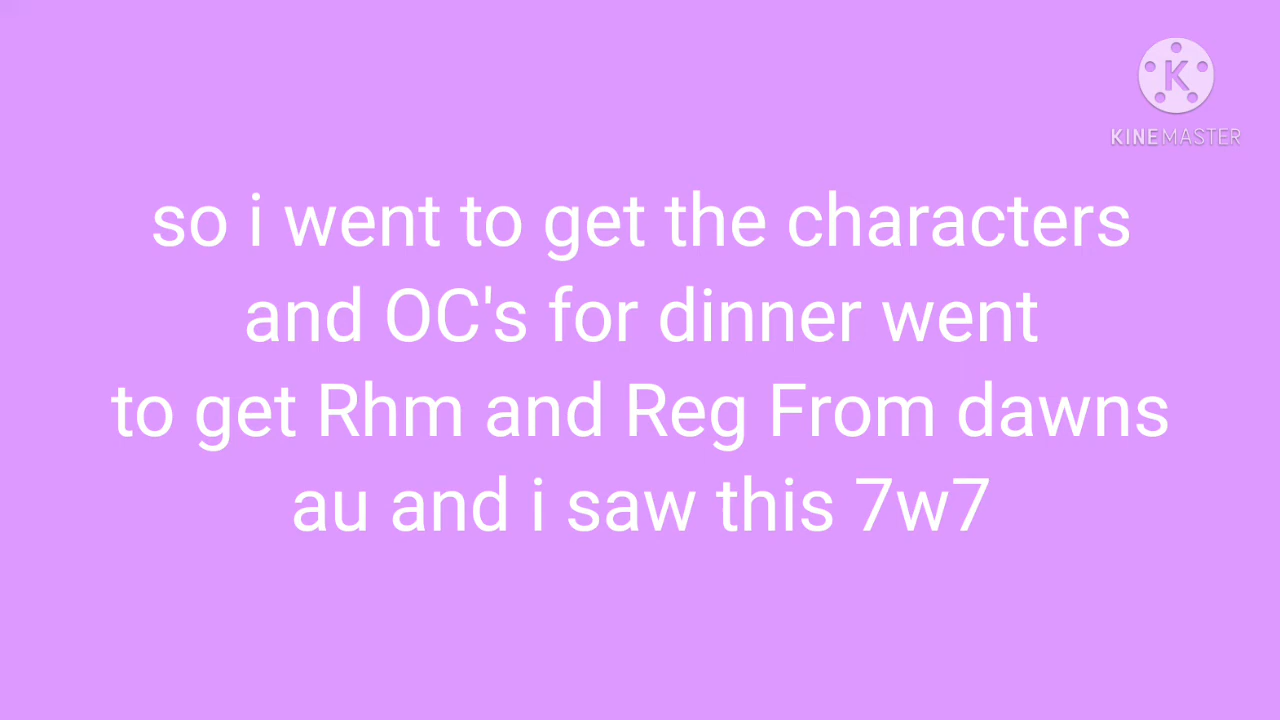 K
KINEMASTER
so i went to get the characters
and OC's for dinner went
to get Rhm and Reg From dawns
au and i saw this 7w7